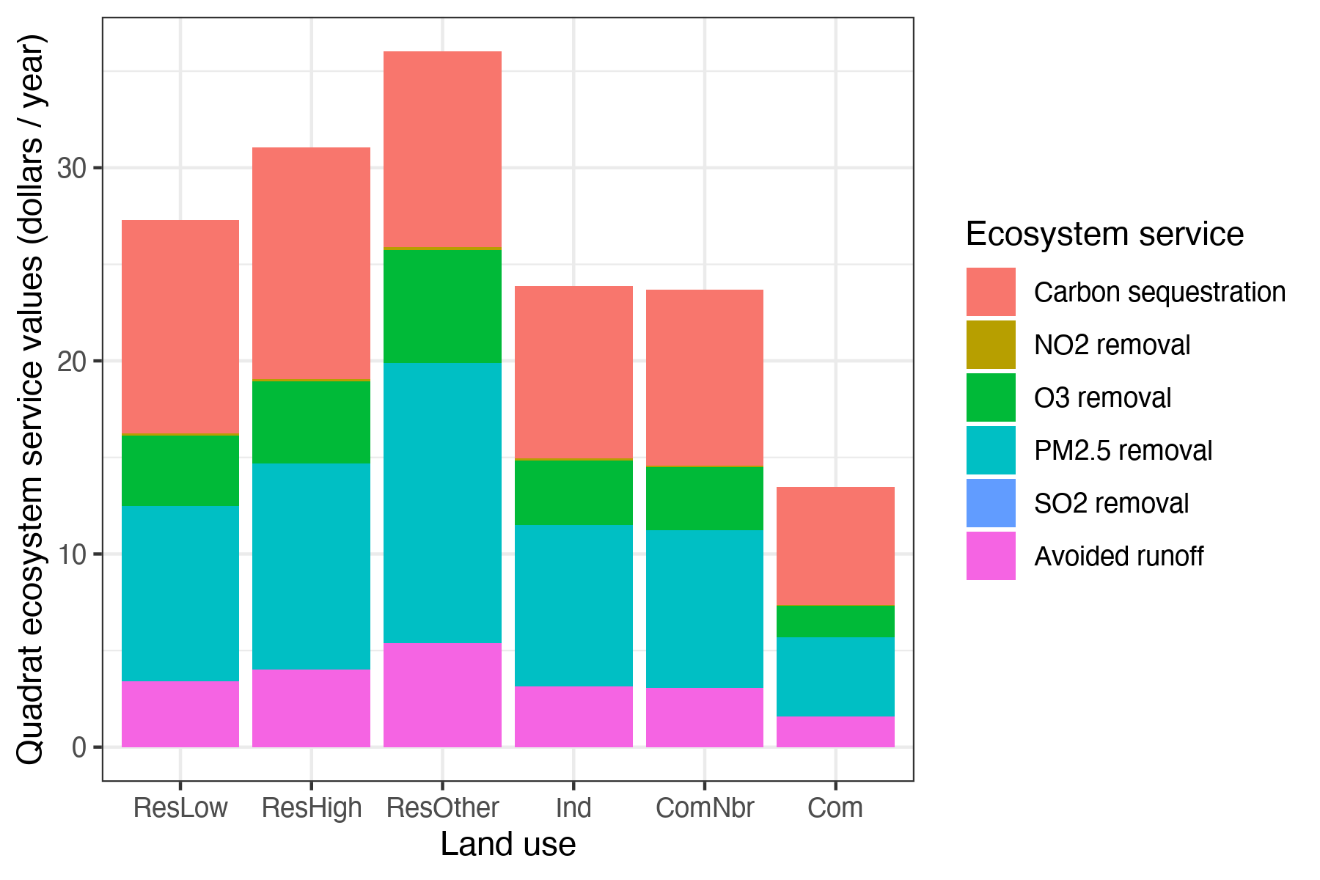 Quadrat ecosystem service values (dollars / year)
30
20
10
0
ResLow ResHigh ResOther Ind ComNbr Com
Land use
Ecosystem service
Carbon sequestration
NO2 removal
O3 removal
PM2.5 removal
SO2 removal
Avoided runoff